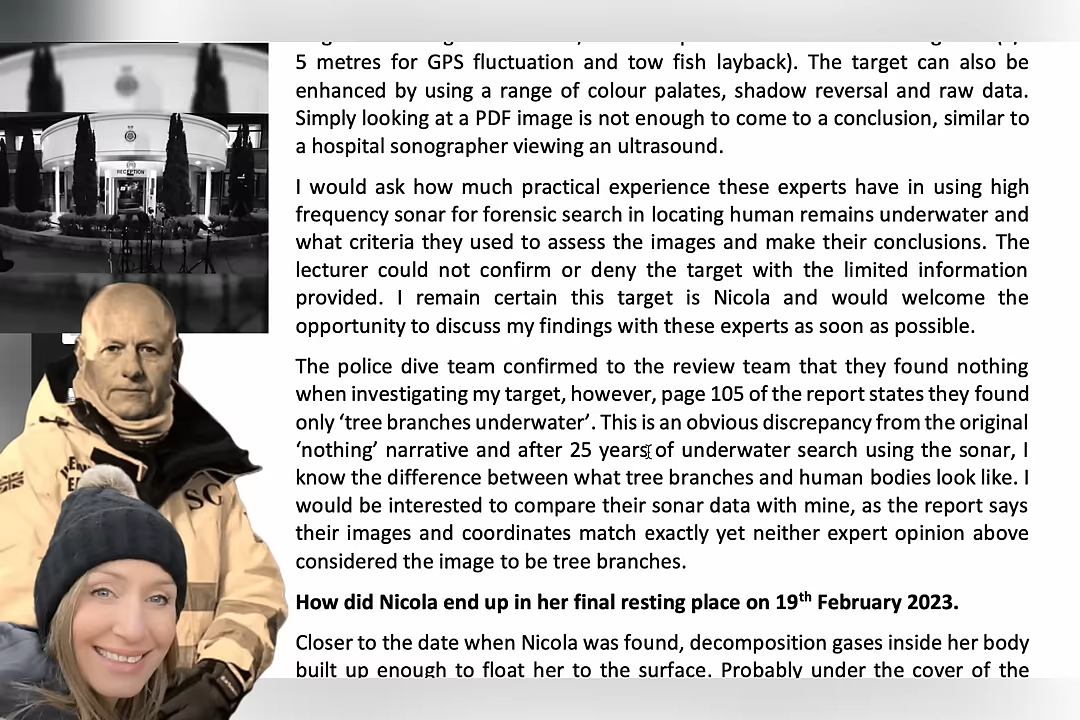 5 metres for GPS fluctuation and tow fish layback). The target can also be
enhanced by using a range of colour palates, shadow reversal and raw data.
Simply looking at a PDF image is not enough to come to a conclusion, similar to
a hospital sonographer viewing an ultrasound.
I would ask how much practical experience these experts have in using high
frequency sonar for forensic search in locating human remains underwater and
what criteria they used to assess the images and make their conclusions. The
lecturer could not confirm or deny the target with the limited information
provided. I remain certain this target is Nicola and would welcome the
opportunity to discuss my findings with these experts as soon as possible.
The police dive team confirmed to the review team that they found nothing
when investigating my target, however, page 105 of the report states they found
only ‘tree branches underwater’. This is an obvious discrepancy from the original
‘nothing’ narrative and after 25 years of underwater search using the sonar, I
know the difference between what tree branches and human bodies look like. I
would be interested to compare their sonar data with mine, as the report says
their images and coordinates match exactly yet neither expert opinion above
considered the image to be tree branches.
How did Nicola end up in her final resting place on 19th February 2023.
Closer to the date when Nicola was found, decomposition gases inside her body
built up enough to float her to the surface. Probably under the cover of the
RECEPTION
SG